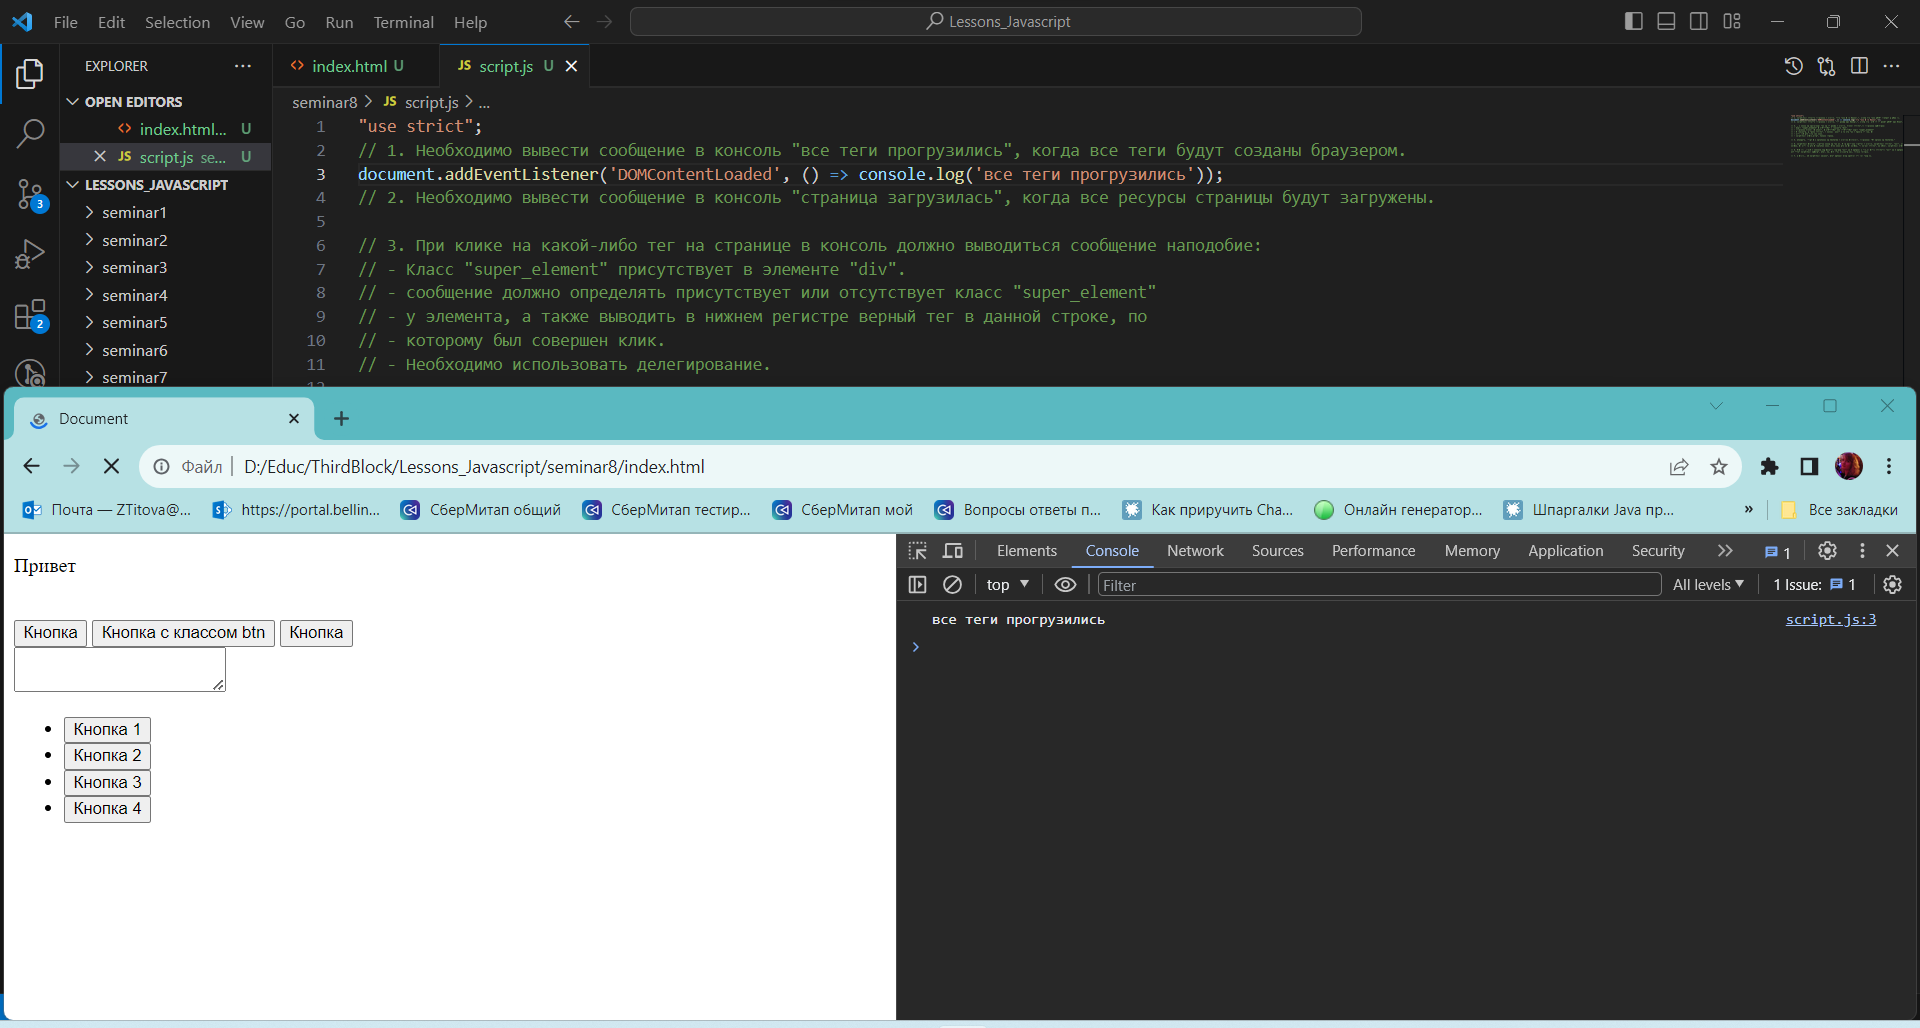 File Edit Selection View Go Run Terminal Help Lessons_Javascript
EXPLORER
index.html U
JS script.js U
OPEN EDITORS
index.html... U
JS script.js se... U
LESSONS_JAVASCRIPT
seminar1
seminar2
seminar3
seminar4
seminar5
seminar6
seminar7
3
2
seminar8 > JS script.js > ...
1 "use strict";
2 // 1. Необходимо вывести сообщение в консоль "все теги прогрузились", когда все теги будут созданы браузером.
3 document.addEventListener('DOMContentLoaded', () => console.log('все теги прогрузились'));
4 // 2. Необходимо вывести сообщение в консоль "страница загрузилась", когда все ресурсы страницы будут загружены.
5
6 // 3. При клике на какой-либо тег на странице в консоль должно выводиться сообщение наподобие:
7 // - Класс "super_element" присутствует в элементе "div".
8 // - сообщение должно определять присутствует или отсутствует класс "super_element"
9 // - у элемента, а также выводить в нижнем регистре верный тег в данной строке, по
10 // - которому был совершен клик.
11 // - Необходимо использовать делегирование.
Document
Файл D:/Educ/ThirdBlock/Lessons_Javascript/seminar8/index.html
Почта — ZTitova@... https://portal.bellin... СберМитап общий СберМитап тестир... СберМитап мой Вопросы ответы п... Как приручить Cha... Онлайн генератор... Шпаргалки Java пр... » Все закладки
Привет
Кнопка Кнопка с классом btn Кнопка
Кнопка 1
Кнопка 2
Кнопка 3
Кнопка 4
Elements Console Network Sources Performance Memory Application Security 1
top Filter All levels 1 Issue: 1
все теги прогрузились script.js:3